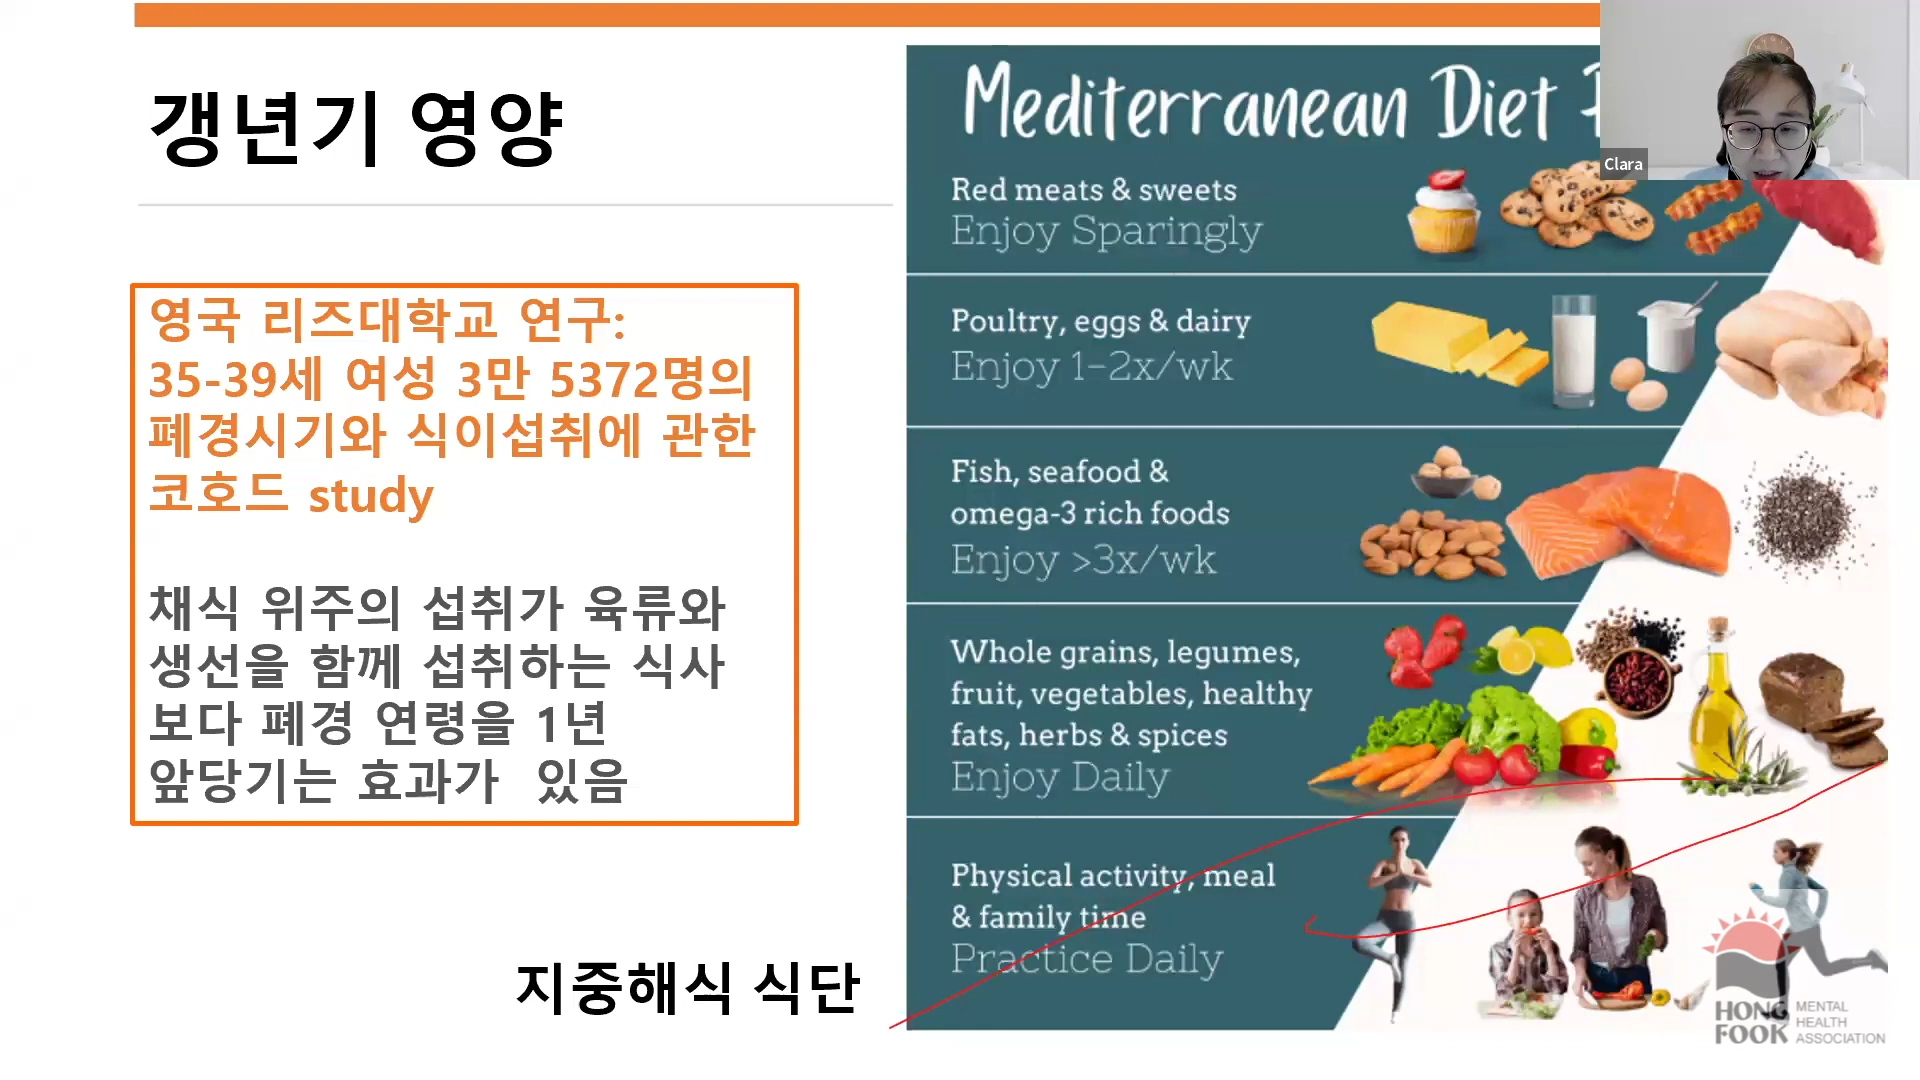 갱년기 영양
영국 리즈대학교 연구:
35-39세 여성 3만 5372명의
폐경시기와 식이섭취에 관한
코호드 study
채식 위주의 섭취가 육류와
생선을 함께 섭취하는 식사
보다 폐경 연령을 1년
앞당기는 효과가 있음
지중해식 식단
Mediterranean Diet
Red meats & sweets
Enjoy Sparingly
Poultry, eggs & dairy
Enjoy 1-2x/wk
Fish, seafood &
omega-3 rich foods
Enjoy >3x/wk
Whole grains, legumes,
fruit, vegetables, healthy
fats, herbs & spices
Enjoy Daily
Physical activity, meal
& family time
Practice Daily
Clara
HONG
FOOK
MENTAL
HEALTH
ASSOCIATION